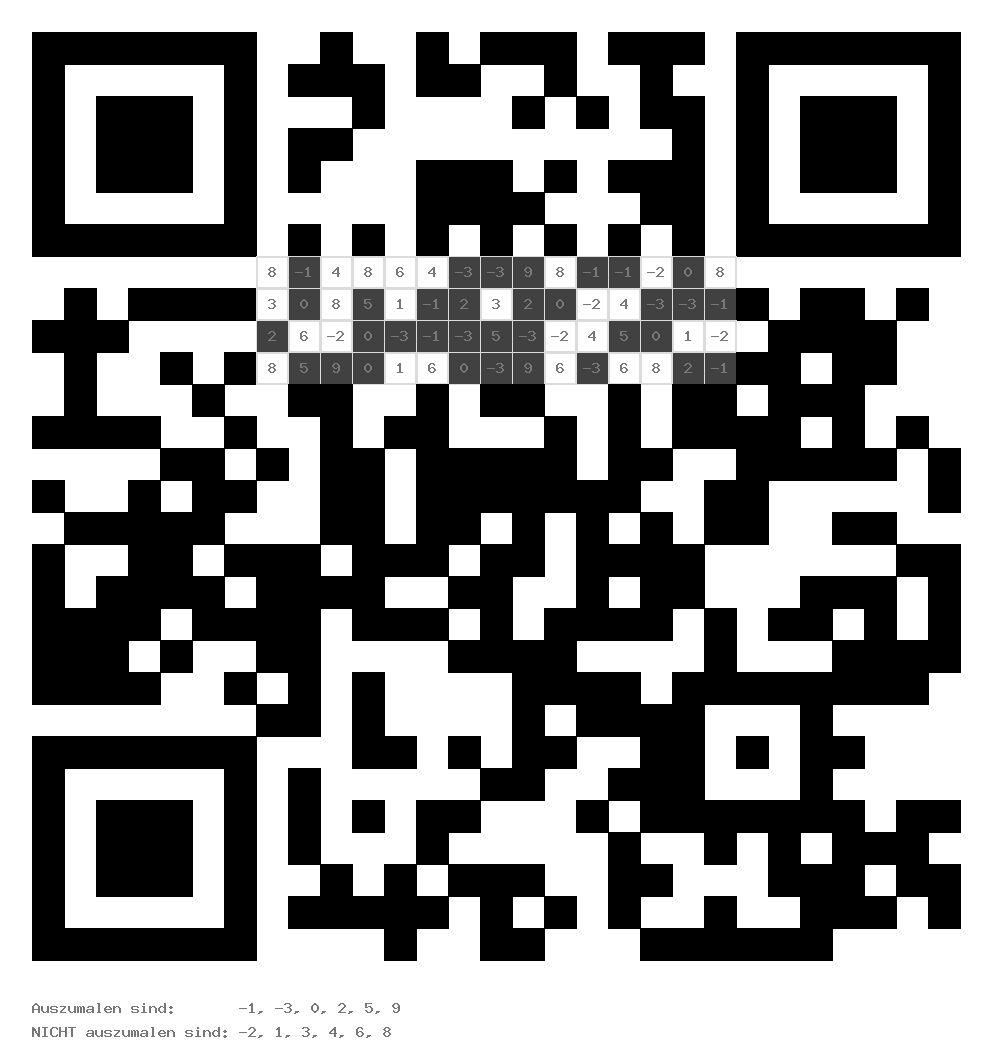 8 -1 4 8 6 4 -3 -3 9 8 -1 -1 -2 0 8
3 0 8 5 1 -1 2 3 2 0 -2 4 -3 -3 -1
2 6 -2 0 -3 -1 -3 5 -3 -2 4 5 0 1 -2
8 5 9 0 1 6 0 -3 9 6 -3 6 8 2 -1
Auszumalen sind: -1, -3, 0, 2, 5, 9
NICHT auszumalen sind: -2, 1, 3, 4, 6, 8